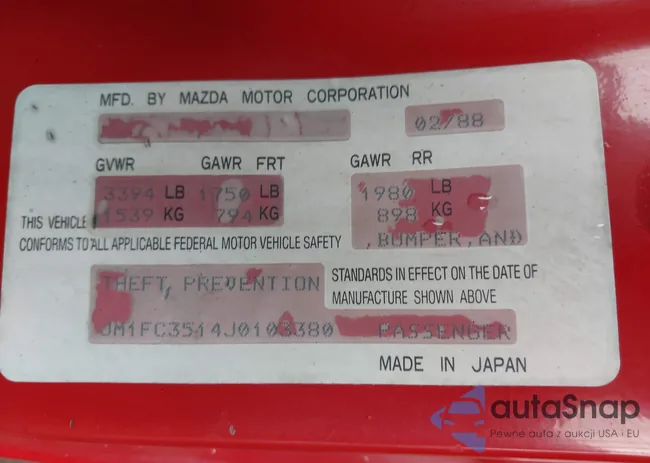 MFD. BY MAZDA MOTOR CORPORATION
02/88
GVWR GAWR FRT GAWR RR
3394 LB 1750 LB 1980 LB
1539 KG 794 KG 898 KG
THIS VEHICLE
CONFORMS TO ALL APPLICABLE FEDERAL MOTOR VEHICLE SAFETY ,BUMPER,AND
THEFT, PREVENTION STANDARDS IN EFFECT ON THE DATE OF
MANUFACTURE SHOWN ABOVE
JM1FC3514J0103380 PASSENGER
MADE IN JAPAN
autaSnap
Pewne auta z aukcji USA i EU